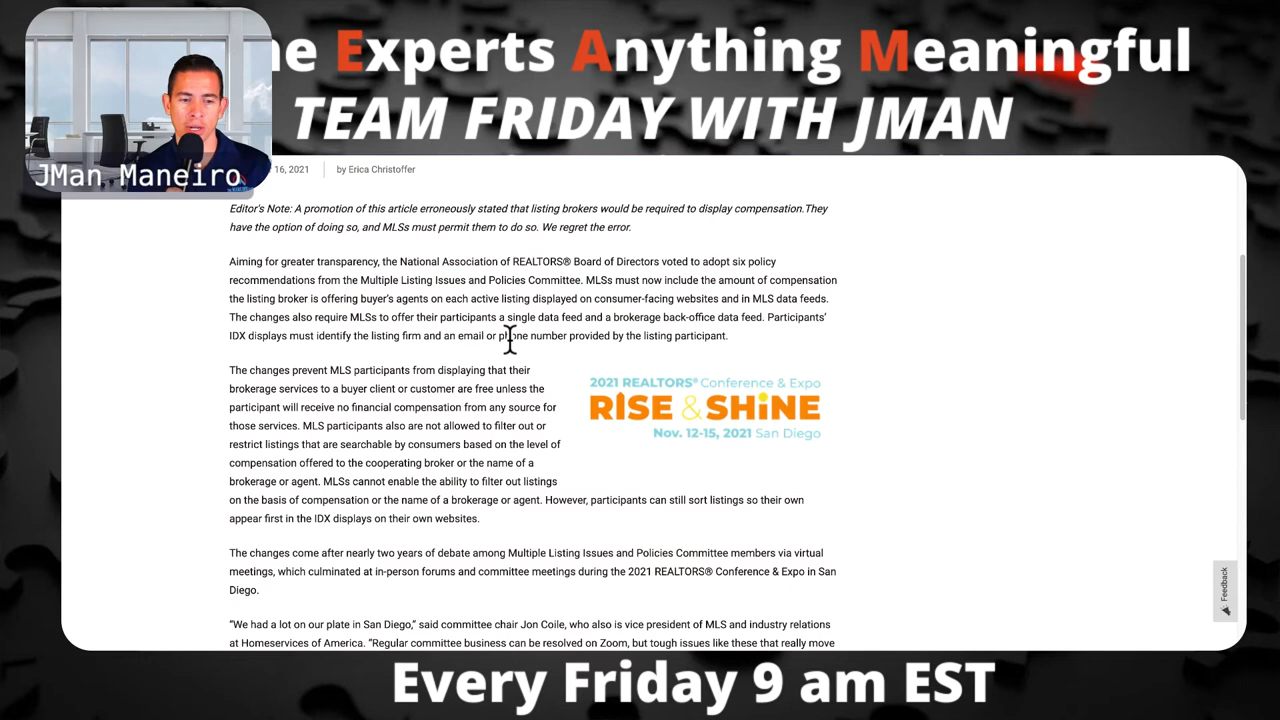 ne Experts Anything Meaningful
TEAM FRIDAY WITH JMAN
JMan Maneiro
16, 2021 by Erica Christoffer
Editor's Note: A promotion of this article erroneously stated that listing brokers would be required to display compensation.They
have the option of doing so, and MLSs must permit them to do so. We regret the error.
Aiming for greater transparency, the National Association of REALTORS® Board of Directors voted to adopt six policy
recommendations from the Multiple Listing Issues and Policies Committee. MLSs must now include the amount of compensation
the listing broker is offering buyer's agents on each active listing displayed on consumer-facing websites and in MLS data feeds.
The changes also require MLSs to offer their participants a single data feed and a brokerage back-office data feed. Participants'
IDX displays must identify the listing firm and an email or phone number provided by the listing participant.
The changes prevent MLS participants from displaying that their
brokerage services to a buyer client or customer are free unless the
participant will receive no financial compensation from any source for
those services. MLS participants also are not allowed to filter out or
restrict listings that are searchable by consumers based on the level of
compensation offered to the cooperating broker or the name of a
brokerage or agent. MLSs cannot enable the ability to filter out listings
on the basis of compensation or the name of a brokerage or agent. However, participants can still sort listings so their own
appear first in the IDX displays on their own websites.
2021 REALTORS® Conference & Expo
RISE & SHINE
Nov. 12-15, 2021 San Diego
The changes come after nearly two years of debate among Multiple Listing Issues and Policies Committee members via virtual
meetings, which culminated at in-person forums and committee meetings during the 2021 REALTORS® Conference & Expo in San
Diego.
"We had a lot on our plate in San Diego," said committee chair Jon Coile, who also is vice president of MLS and industry relations
at Homeservices of America. "Regular committee business can be resolved on Zoom, but tough issues like these that really move
Feedback
Every Friday 9 am EST